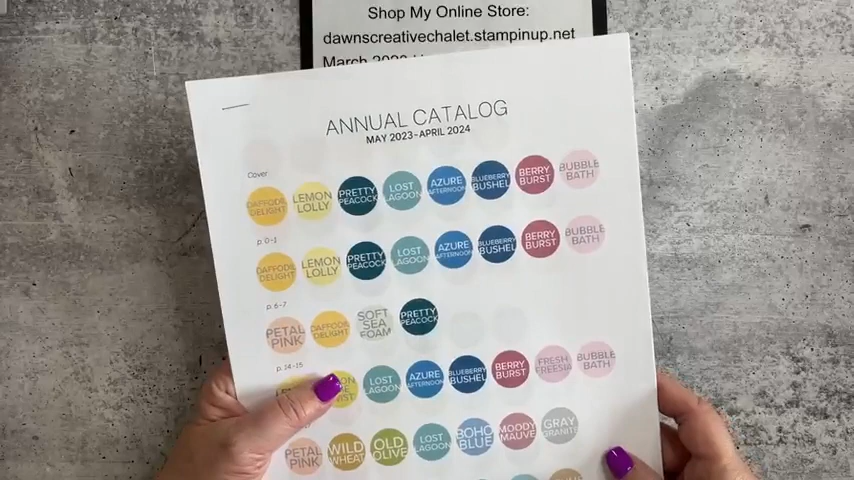 Shop My Online Store:
dawnscreativechalet.stampinup.net
ANNUAL CATALOG
MAY 2023–APRIL 2024
Cover
DAFFODIL DELIGHT LEMON LOLLY PRETTY PEACOCK LOST LAGOON AZURE AFTERNOON BLUEBERRY BUSHEL BERRY BURST BUBBLE BATH
p. 0-1
DAFFODIL DELIGHT LEMON LOLLY PRETTY PEACOCK LOST LAGOON AZURE AFTERNOON BLUEBERRY BUSHEL BERRY BURST BUBBLE BATH
p. 6-7
PETAL PINK DAFFODIL DELIGHT SOFT SEA FOAM PRETTY PEACOCK
p. 14-15
LOST LAGOON AZURE AFTERNOON BLUEBERRY BUSHEL BERRY BURST FRESH FREESIA BUBBLE BATH
PETAL PINK WILD WHEAT OLD OLIVE LOST LAGOON BOHO BLUE MOODY MAUVE GRAY GRANITE